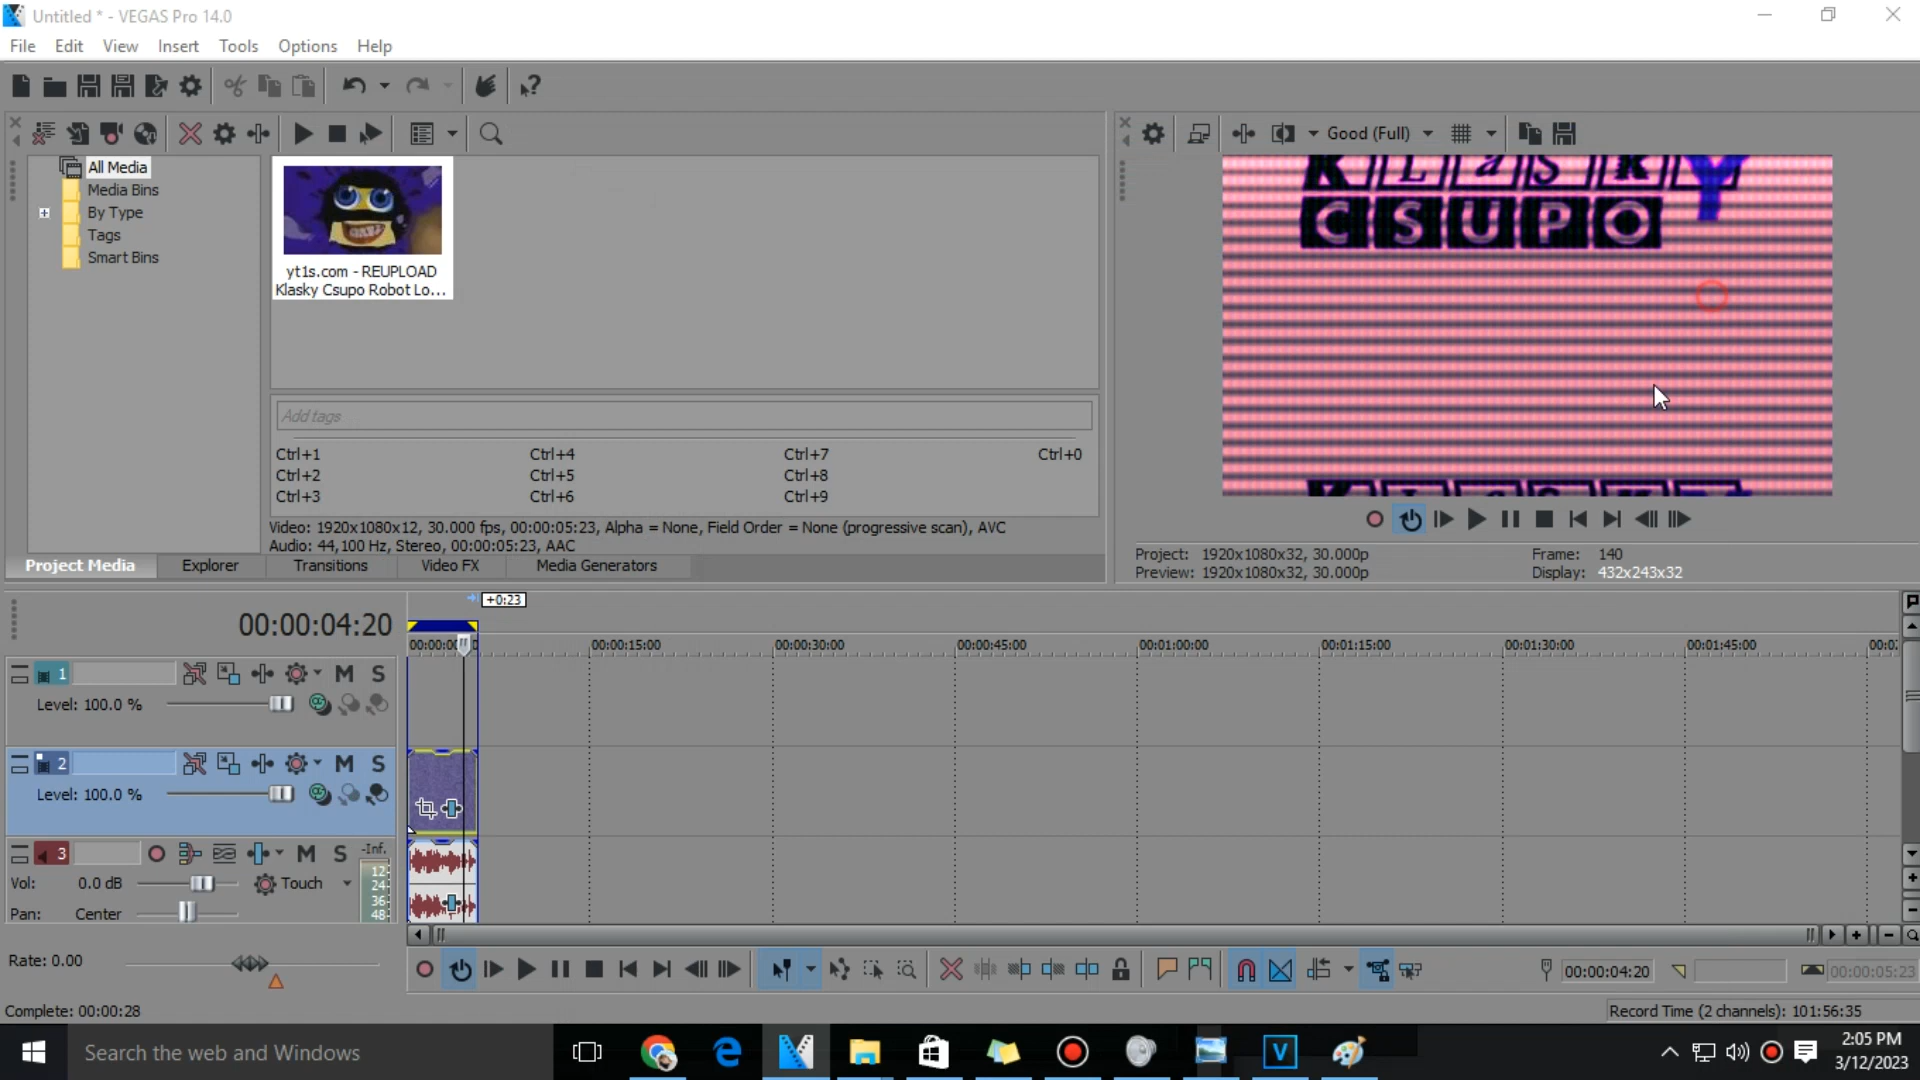 Untitled * - VEGAS Pro 14.0
File Edit View Insert Tools Options Help
Good (Full)
All Media
Media Bins
By Type
Tags
Smart Bins
yt1s.com - REUPLOAD
Klasky Csupo Robot Lo...
KLaSKY
CSUPO
Add tags
Ctrl+1 Ctrl+4 Ctrl+7 Ctrl+0
Ctrl+2 Ctrl+5 Ctrl+8
Ctrl+3 Ctrl+6 Ctrl+9
Video: 1920x1080x12, 30.000 fps, 00:00:05:23, Alpha = None, Field Order = None (progressive scan), AVC
Audio: 44,100 Hz, Stereo, 00:00:05:23, AAC
Project: 1920x1080x32, 30.000p Frame: 140
Preview: 1920x1080x32, 30.000p Display: 432x243x32
Project Media Explorer Transitions Video FX Media Generators
+0:23
00:00:04:20
00:00:15:00 00:00:30:00 00:00:45:00 00:01:00:00 00:01:15:00 00:01:30:00 00:01:45:00
1 M S
Level: 100.0 %
2 M S
Level: 100.0 %
3 M S -Inf.
12
Vol: 0.0 dB Touch 24
36
Pan: Center 48
Rate: 0.00
00:00:04:20 00:00:05:23
Complete: 00:00:28 Record Time (2 channels): 101:56:35
Search the web and Windows
2:05 PM
3/12/2023